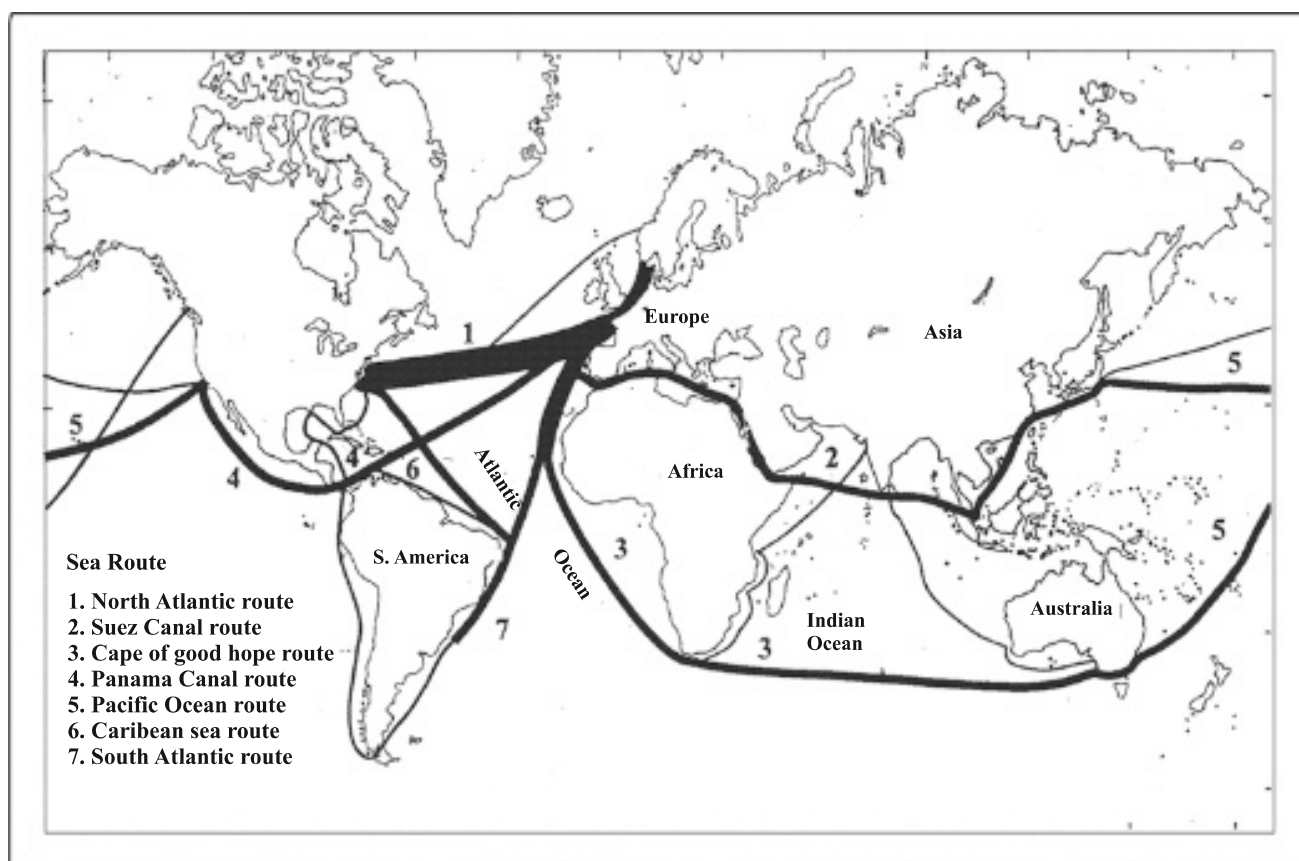 1
Europe
Asia
5
5
4
4
6
Atlantic
Africa
2
3
Ocean
5
S. America
7
Indian
Ocean
3
Australia
Sea Route
1. North Atlantic route
2. Suez Canal route
3. Cape of good hope route
4. Panama Canal route
5. Pacific Ocean route
6. Caribean sea route
7. South Atlantic route